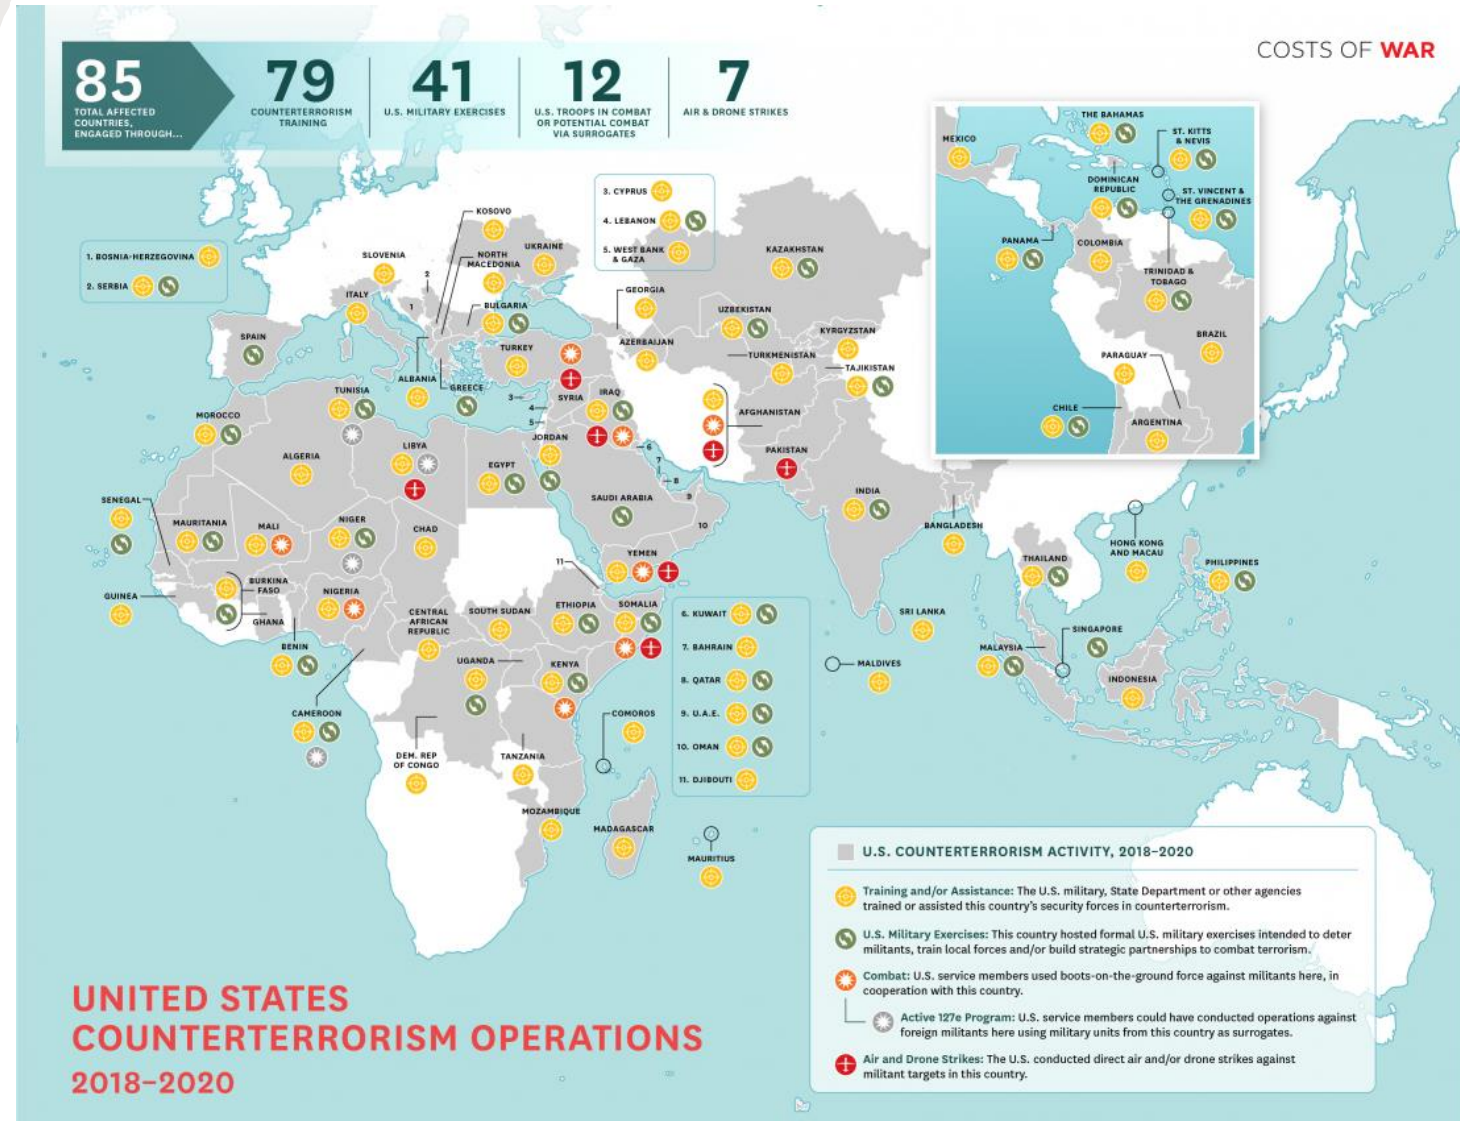 COSTS OF WAR
85
TOTAL AFFECTED
COUNTRIES,
ENGAGED THROUGH...
79
COUNTERTERRORISM
TRAINING
41
U.S. MILITARY EXERCISES
12
U.S. TROOPS IN COMBAT
OR POTENTIAL COMBAT
VIA SURROGATES
7
AIR & DRONE STRIKES
1. BOSNIA-HERZEGOVINA
2. SERBIA
3. CYPRUS
4. LEBANON
5. WEST BANK
& GAZA
KOSOVO
UKRAINE
SLOVENIA
NORTH
MACEDONIA
2
ITALY
1
BULGARIA
GEORGIA
KAZAKHSTAN
UZBEKISTAN
SPAIN
TURKEY
AZERBAIJAN
KYRGYZSTAN
TURKMENISTAN
TAJIKISTAN
ALBANIA
GREECE
TUNISIA
SYRIA
IRAQ
3
4
5
AFGHANISTAN
MOROCCO
LIBYA
JORDAN
6
PAKISTAN
ALGERIA
EGYPT
7
8
9
10
SAUDI ARABIA
INDIA
SENEGAL
MAURITANIA
MALI
NIGER
CHAD
BANGLADESH
YEMEN
11
GUINEA
BURKINA
FASO
GHANA
NIGERIA
CENTRAL
AFRICAN
REPUBLIC
SOUTH SUDAN
ETHIOPIA
SOMALIA
BENIN
UGANDA
KENYA
CAMEROON
COMOROS
DEM. REP
OF CONGO
TANZANIA
MOZAMBIQUE
MADAGASCAR
MAURITIUS
6. KUWAIT
7. BAHRAIN
8. QATAR
9. U.A.E.
10. OMAN
11. DJIBOUTI
SRI LANKA
MALDIVES
THAILAND
HONG KONG
AND MACAU
PHILIPPINES
SINGAPORE
MALAYSIA
INDONESIA
MEXICO
THE BAHAMAS
ST. KITTS
& NEVIS
DOMINICAN
REPUBLIC
ST. VINCENT &
THE GRENADINES
PANAMA
COLOMBIA
TRINIDAD &
TOBAGO
BRAZIL
PARAGUAY
CHILE
ARGENTINA
U.S. COUNTERTERRORISM ACTIVITY, 2018–2020
Training and/or Assistance: The U.S. military, State Department or other agencies
trained or assisted this country's security forces in counterterrorism.
U.S. Military Exercises: This country hosted formal U.S. military exercises intended to deter
militants, train local forces and/or build strategic partnerships to combat terrorism.
Combat: U.S. service members used boots-on-the-ground force against militants here, in
cooperation with this country.
Active 127e Program: U.S. service members could have conducted operations against
foreign militants here using military units from this country as surrogates.
Air and Drone Strikes: The U.S. conducted direct air and/or drone strikes against
militant targets in this country.
UNITED STATES
COUNTERTERRORISM OPERATIONS
2018–2020